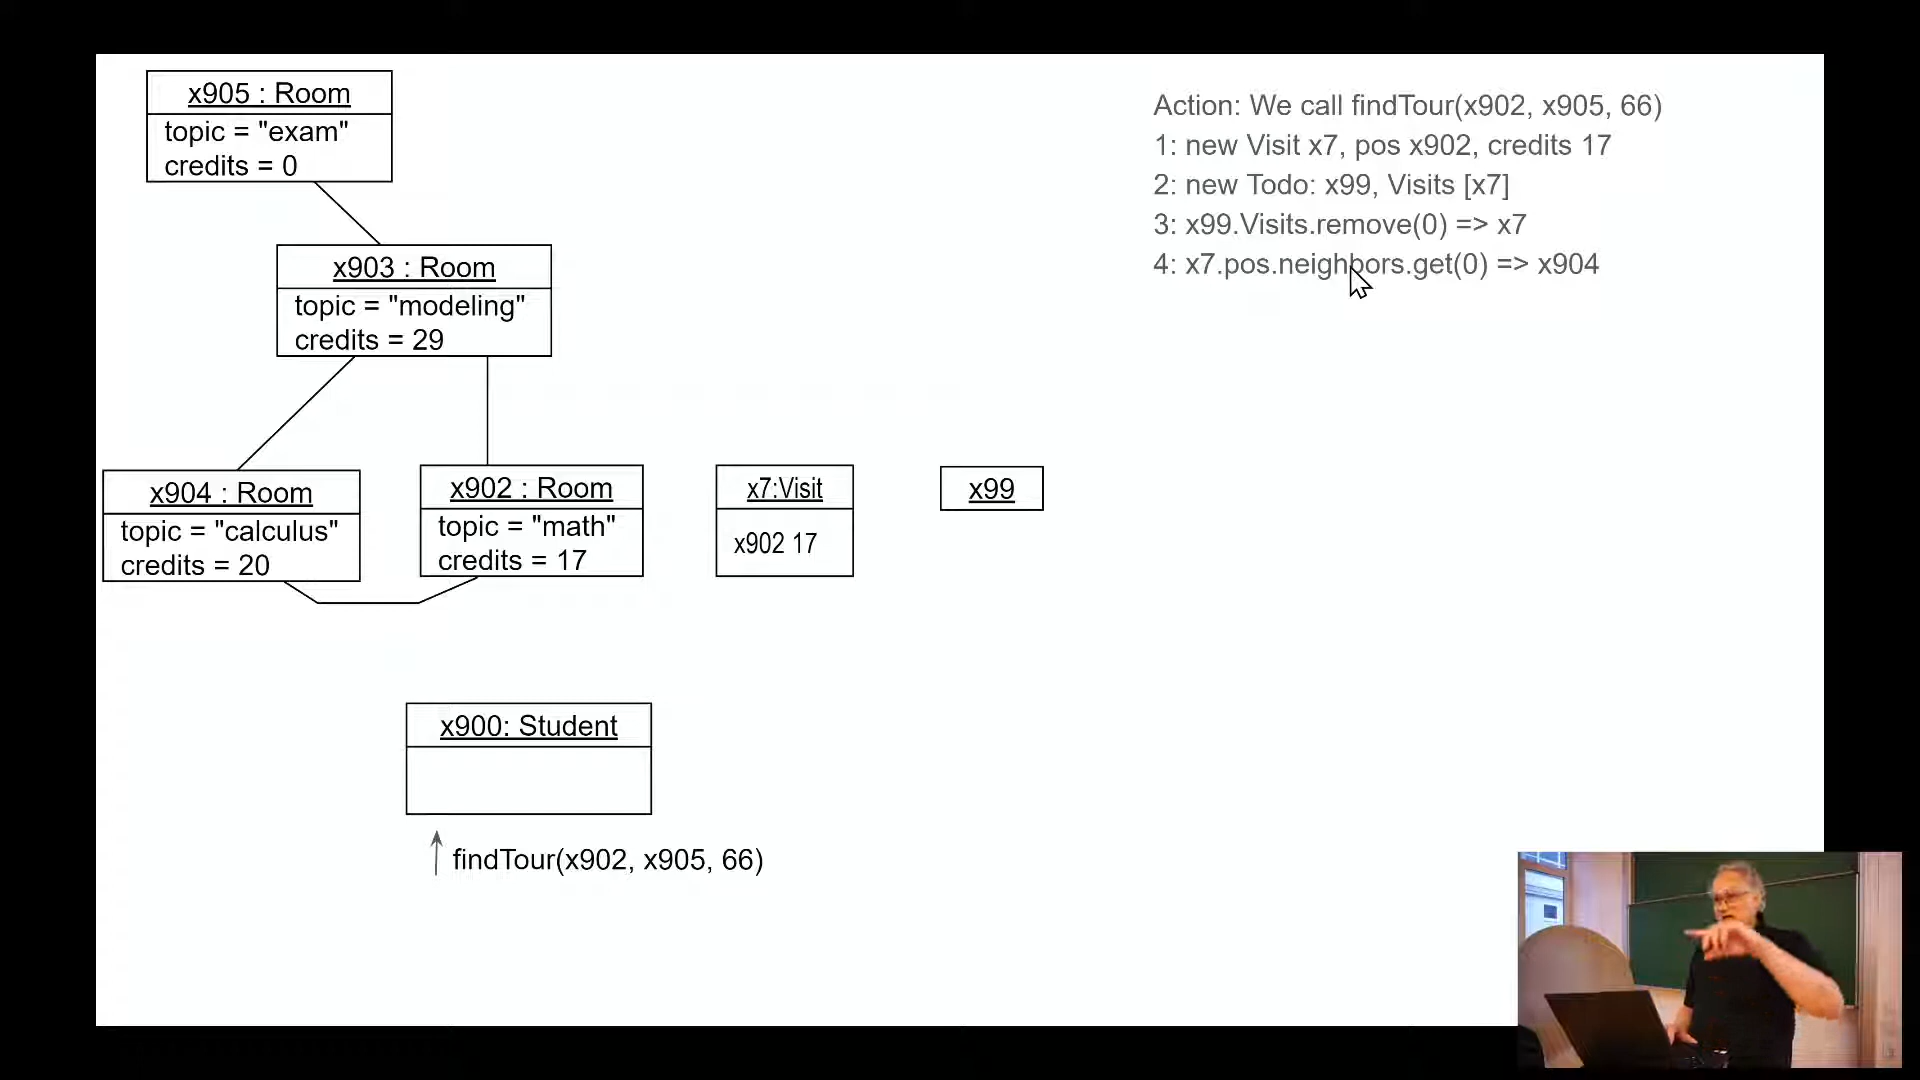 x905 : Room
topic = "exam"
credits = 0
x903 : Room
topic = "modeling"
credits = 29
x904 : Room
topic = "calculus"
credits = 20
x902 : Room
topic = "math"
credits = 17
x7:Visit
x902 17
x99
x900: Student
findTour(x902, x905, 66)
Action: We call findTour(x902, x905, 66)
1: new Visit x7, pos x902, credits 17
2: new Todo: x99, Visits [x7]
3: x99.Visits.remove(0) => x7
4: x7.pos.neighbors.get(0) => x904